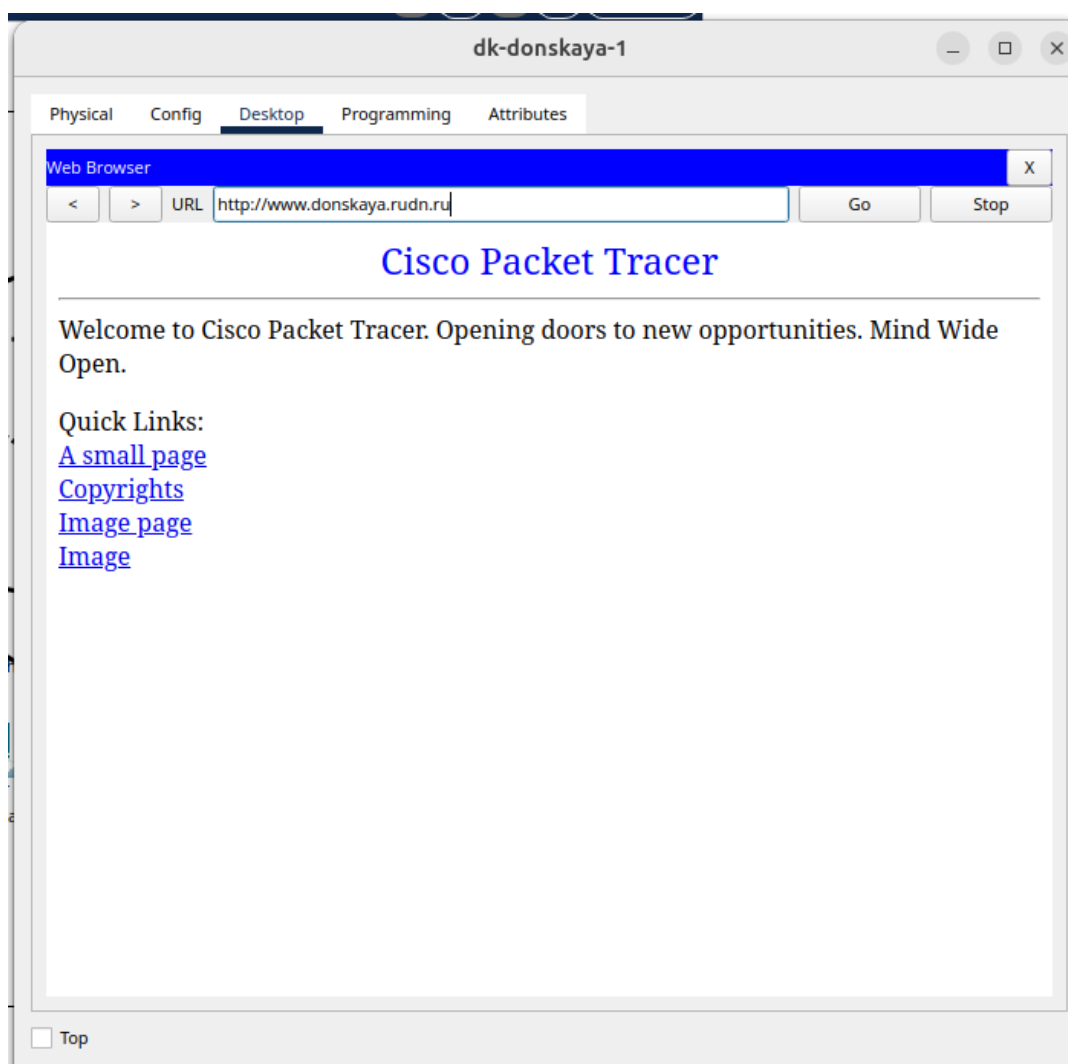 dk-donskaya-1
Physical Config Desktop Programming Attributes
Web Browser X
< > URL http://www.donskaya.rudn.ru Go Stop
Cisco Packet Tracer
Welcome to Cisco Packet Tracer. Opening doors to new opportunities. Mind Wide
Open.
Quick Links:
A small page
Copyrights
Image page
Image
Top